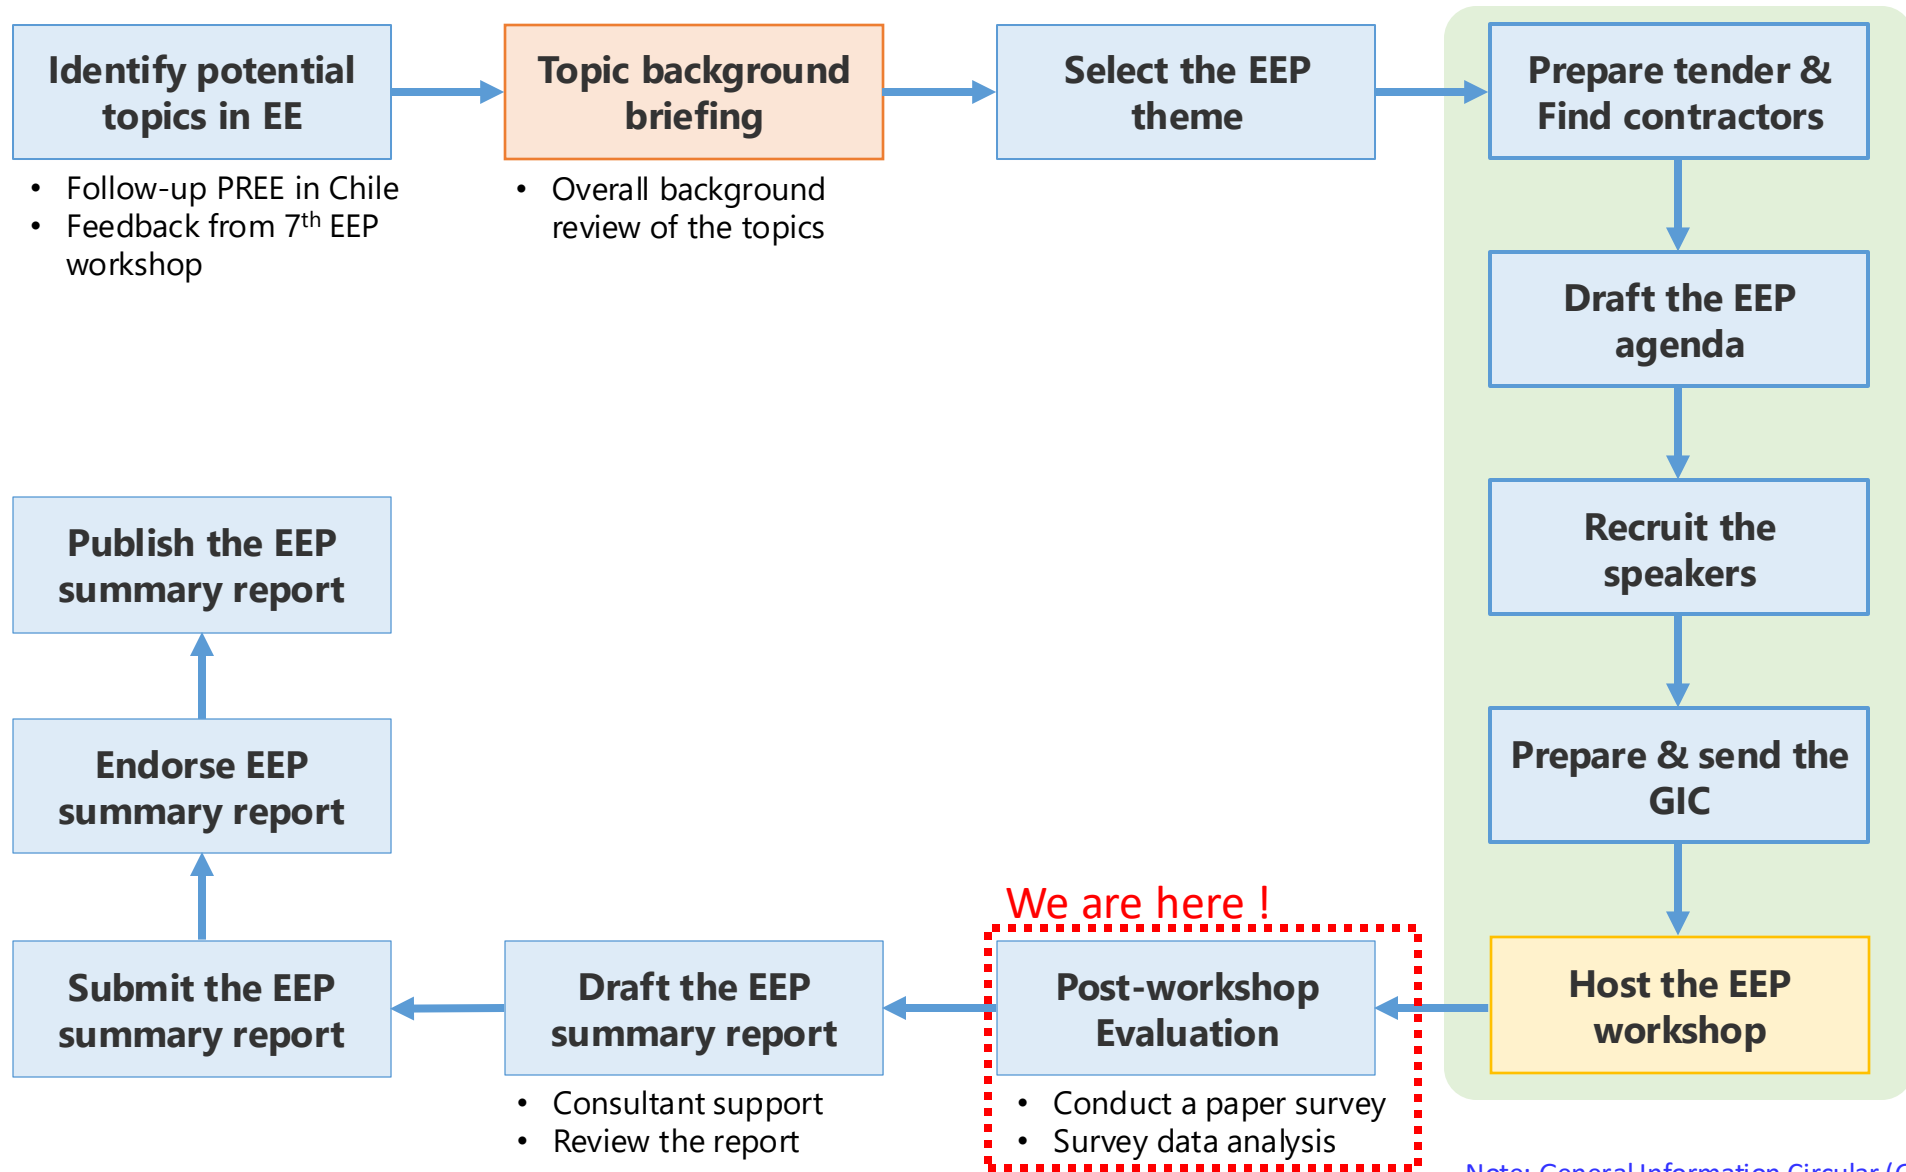 Identify potential
topics in EE
• Follow-up PREE in Chile
• Feedback from 7th EEP
workshop
Topic background
briefing
• Overall background
review of the topics
Select the EEP
theme
Prepare tender &
Find contractors
Draft the EEP
agenda
Recruit the
speakers
Prepare & send the
GIC
Host the EEP
workshop
We are here !
Post-workshop
Evaluation
• Conduct a paper survey
• Survey data analysis
Draft the EEP
summary report
• Consultant support
• Review the report
Submit the EEP
summary report
Endorse EEP
summary report
Publish the EEP
summary report
Note: General Information Circular